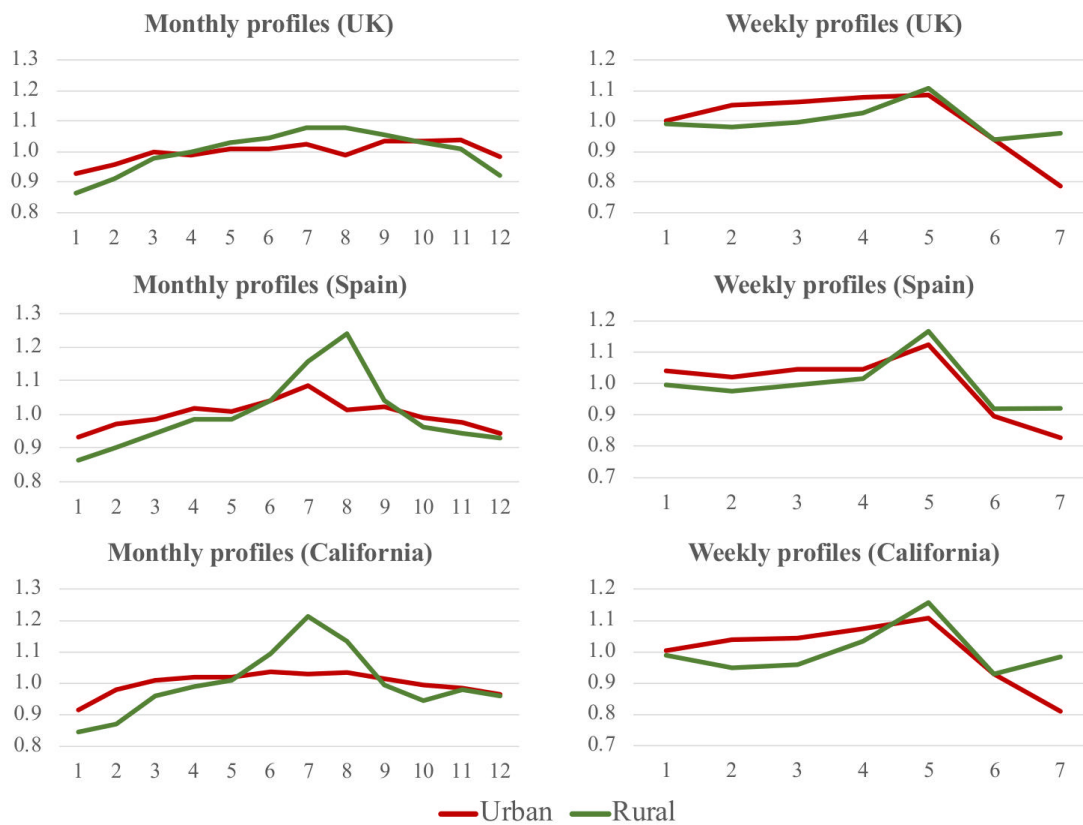 Monthly profiles (UK)
1.3
1.2
1.1
1.0
0.9
0.8
1 2 3 4 5 6 7 8 9 10 11 12
Weekly profiles (UK)
1.2
1.1
1.0
0.9
0.8
0.7
1 2 3 4 5 6 7
Monthly profiles (Spain)
1.3
1.2
1.1
1.0
0.9
0.8
1 2 3 4 5 6 7 8 9 10 11 12
Weekly profiles (Spain)
1.2
1.1
1.0
0.9
0.8
0.7
1 2 3 4 5 6 7
Monthly profiles (California)
1.3
1.2
1.1
1.0
0.9
0.8
1 2 3 4 5 6 7 8 9 10 11 12
Weekly profiles (California)
1.2
1.1
1.0
0.9
0.8
0.7
1 2 3 4 5 6 7
Urban Rural